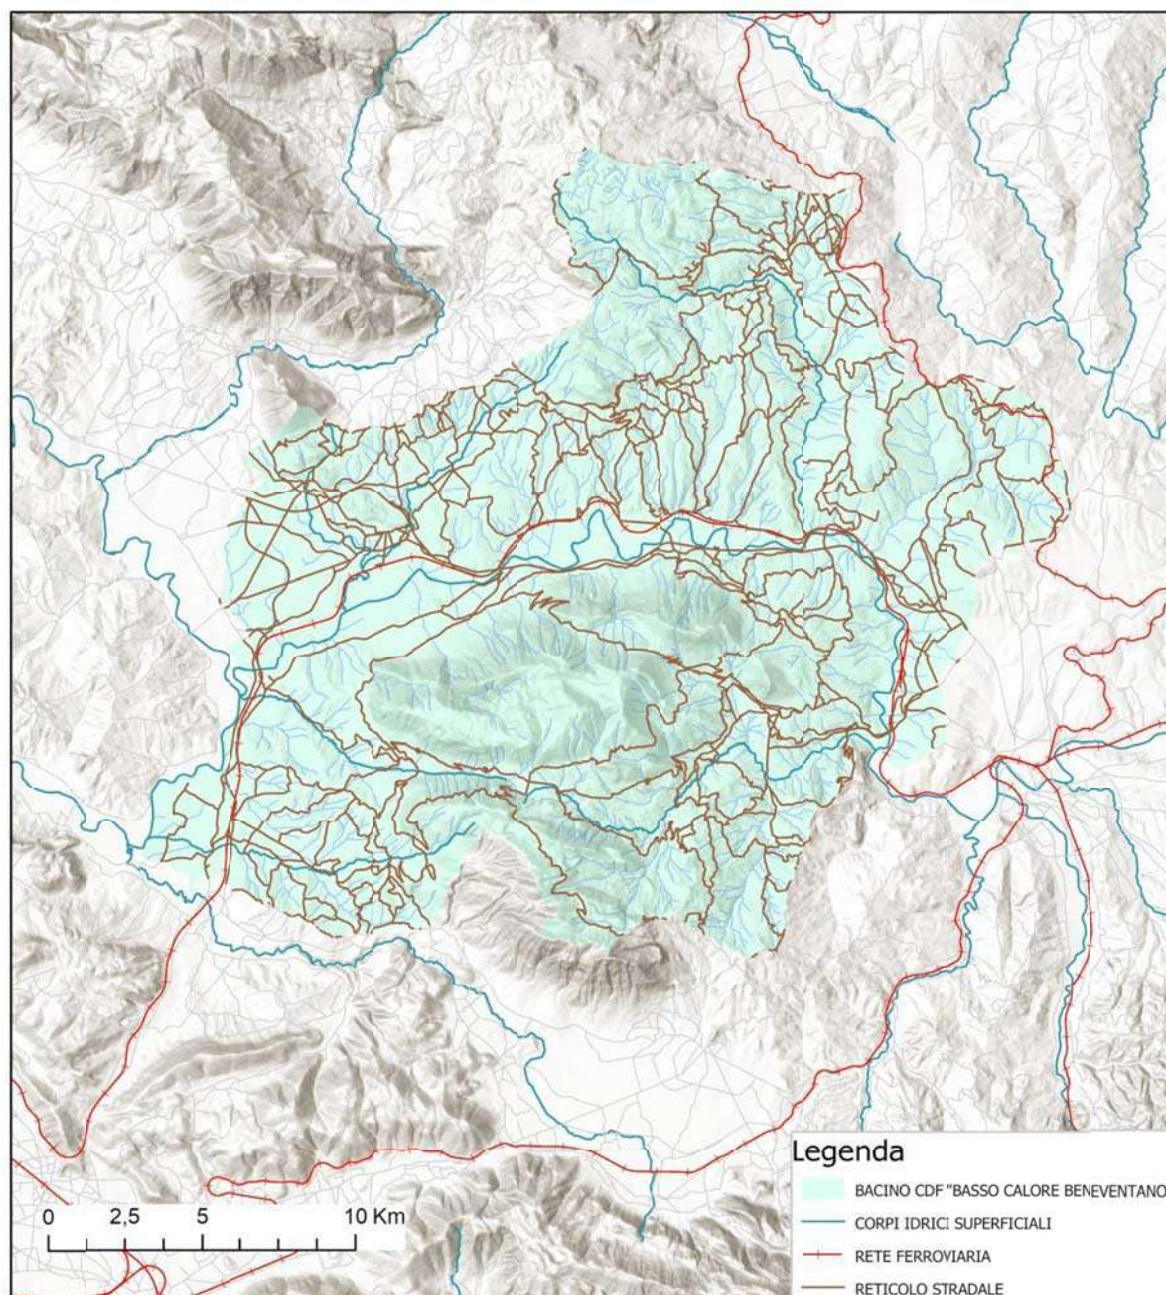 Legenda
BACINO CDF "BASSO CALORE BENEVENTANO
CORPI IDRICI SUPERFICIALI
RETE FERROVIARIA
RETICOLO STRADALE
0 2,5 5 10 Km